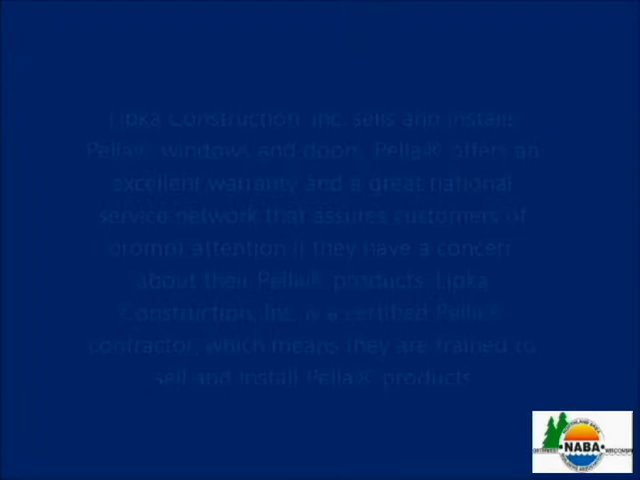 Lipka Construction, Inc. sells and installs
Pella® windows and doors. Pella® offers an
excellent warranty and a great national
service network that assures customers of
prompt attention if they have a concern
about their Pella® products. Lipka
Construction, Inc. is a certified Pella®
contractor, which means they are trained to
sell and install Pella® products
NABA